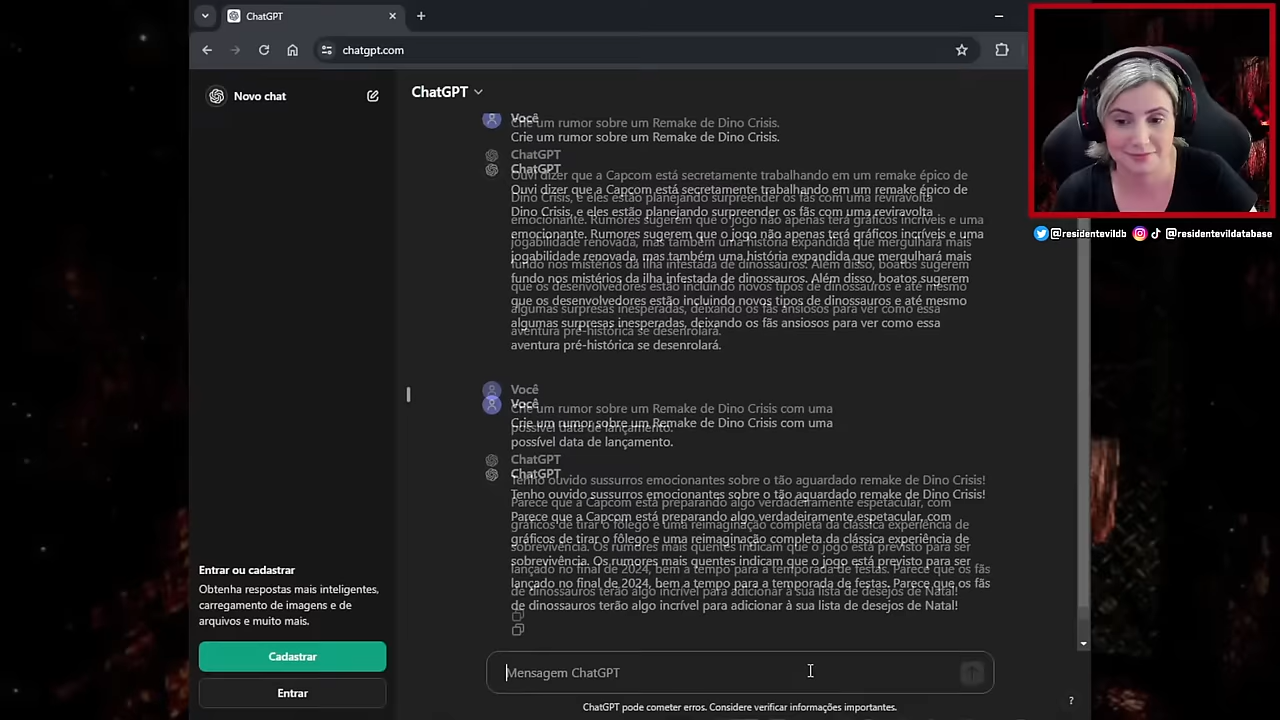 ChatGPT
chatgpt.com
Novo chat
ChatGPT
Você
Crie um rumor sobre um Remake de Dino Crisis.
ChatGPT
Ouvi dizer que a Capcom está secretamente trabalhando em um remake épico de
Dino Crisis, e eles estão planejando surpreender os fãs com uma reviravolta
emocionante. Rumores sugerem que o jogo não apenas terá gráficos incríveis e uma
jogabilidade renovada, mas também uma história expandida que mergulhará mais
fundo nos mistérios da ilha infestada de dinossauros. Além disso, boatos sugerem
que os desenvolvedores estão incluindo novos tipos de dinossauros e até mesmo
algumas surpresas inesperadas, deixando os fãs ansiosos para ver como essa
aventura pré-histórica se desenrolará.
Você
Crie um rumor sobre um Remake de Dino Crisis com uma
possível data de lançamento.
ChatGPT
Tenho ouvido sussurros emocionantes sobre o tão aguardado remake de Dino Crisis!
Parece que a Capcom está preparando algo verdadeiramente espetacular, com
gráficos de tirar o fôlego e uma reimaginação completa da clássica experiência de
sobrevivência. Os rumores mais quentes indicam que o jogo está previsto para ser
lançado no final de 2024, bem a tempo para a temporada de festas. Parece que os fãs
de dinossauros terão algo incrível para adicionar à sua lista de desejos de Natal!
Entrar ou cadastrar
Obtenha respostas mais inteligentes,
carregamento de imagens e de
arquivos e muito mais.
Cadastrar
Entrar
Mensagem ChatGPT
ChatGPT pode cometer erros. Considere verificar informações importantes.
?
@residentevildb @residentevildatabase